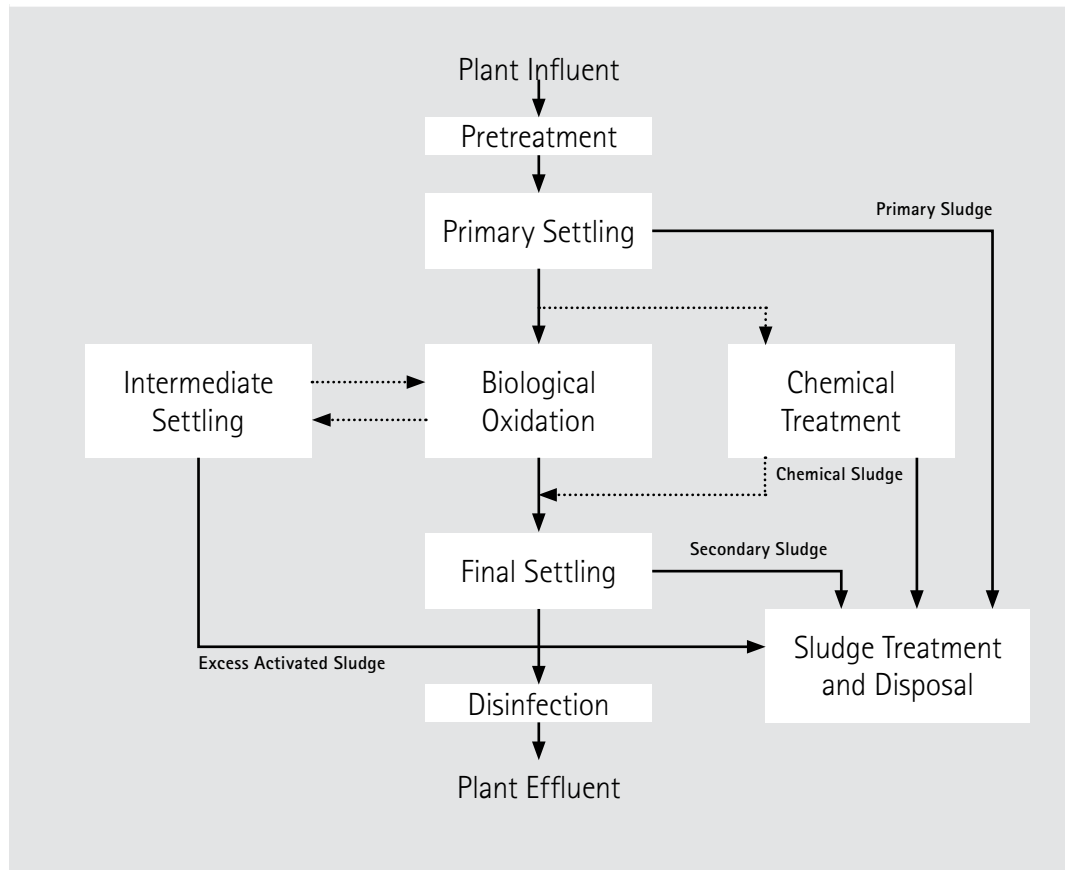 Plant Influent
Pretreatment
Primary Sludge
Primary Settling
Intermediate
Settling
Biological
Oxidation
Chemical
Treatment
Chemical Sludge
Secondary Sludge
Final Settling
Excess Activated Sludge
Sludge Treatment
and Disposal
Disinfection
Plant Effluent